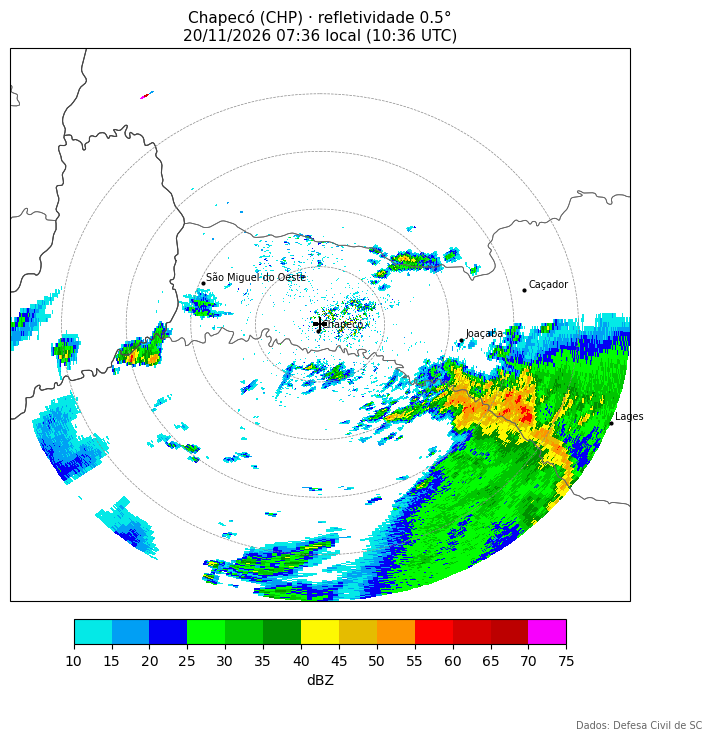 Chapecó (CHP) · refletividade 0.5°
20/11/2026 07:36 local (10:36 UTC)
São Miguel do Oeste
Caçador
Chapecó
Joaçaba
Lages
10 15 20 25 30 35 40 45 50 55 60 65 70 75
dBZ
Dados: Defesa Civil de SC